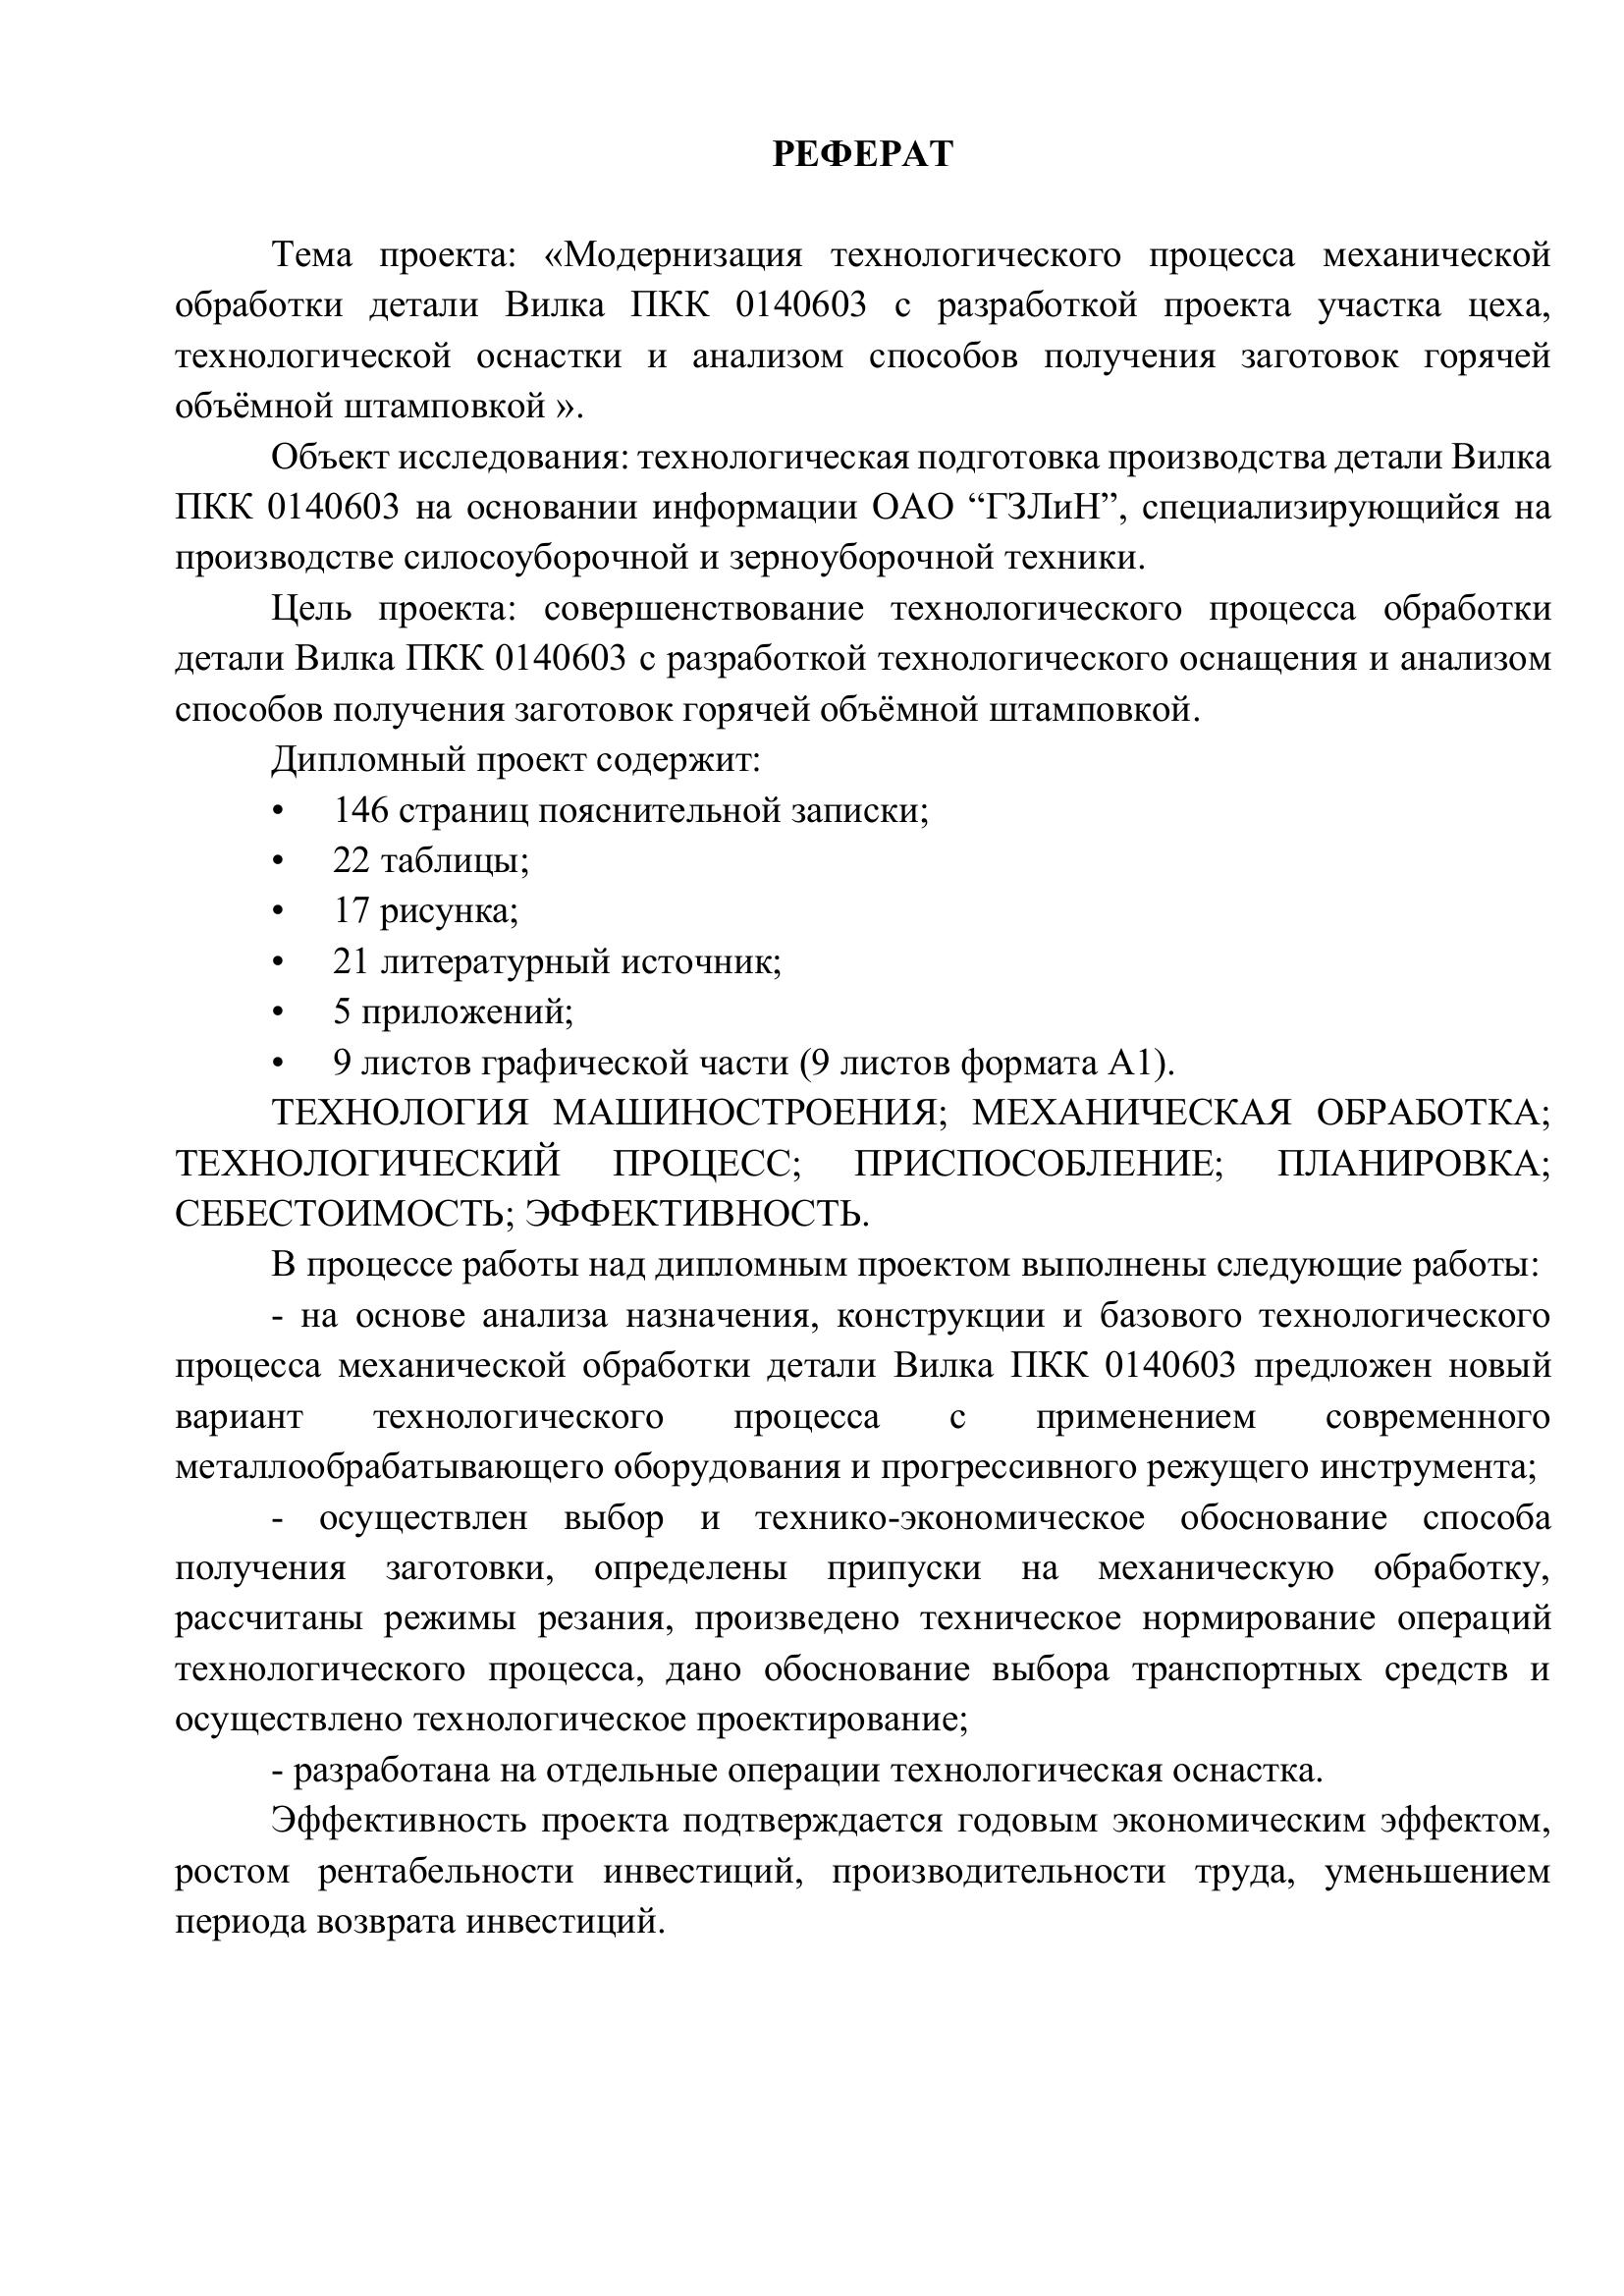 РЕФЕРАТ
Тема проекта: «Модернизация технологического процесса механической
обработки детали Вилка ПКК 0140603 с разработкой проекта участка цеха,
технологической оснастки и анализом способов получения заготовок горячей
объёмной штамповкой ».
Объект исследования: технологическая подготовка производства детали Вилка
ПКК 0140603 на основании информации ОАО “ГЗЛиН”, специализирующийся на
производстве силосоуборочной и зерноуборочной техники.
Цель проекта: совершенствование технологического процесса обработки
детали Вилка ПКК 0140603 с разработкой технологического оснащения и анализом
способов получения заготовок горячей объёмной штамповкой.
Дипломный проект содержит:
• 146 страниц пояснительной записки;
• 22 таблицы;
• 17 рисунка;
• 21 литературный источник;
• 5 приложений;
• 9 листов графической части (9 листов формата А1).
ТЕХНОЛОГИЯ МАШИНОСТРОЕНИЯ; МЕХАНИЧЕСКАЯ ОБРАБОТКА;
ТЕХНОЛОГИЧЕСКИЙ ПРОЦЕСС; ПРИСПОСОБЛЕНИЕ; ПЛАНИРОВКА;
СЕБЕСТОИМОСТЬ; ЭФФЕКТИВНОСТЬ.
В процессе работы над дипломным проектом выполнены следующие работы:
- на основе анализа назначения, конструкции и базового технологического
процесса механической обработки детали Вилка ПКК 0140603 предложен новый
вариант технологического процесса с применением современного
металлообрабатывающего оборудования и прогрессивного режущего инструмента;
- осуществлен выбор и технико-экономическое обоснование способа
получения заготовки, определены припуски на механическую обработку,
рассчитаны режимы резания, произведено техническое нормирование операций
технологического процесса, дано обоснование выбора транспортных средств и
осуществлено технологическое проектирование;
- разработана на отдельные операции технологическая оснастка.
Эффективность проекта подтверждается годовым экономическим эффектом,
ростом рентабельности инвестиций, производительности труда, уменьшением
периода возврата инвестиций.